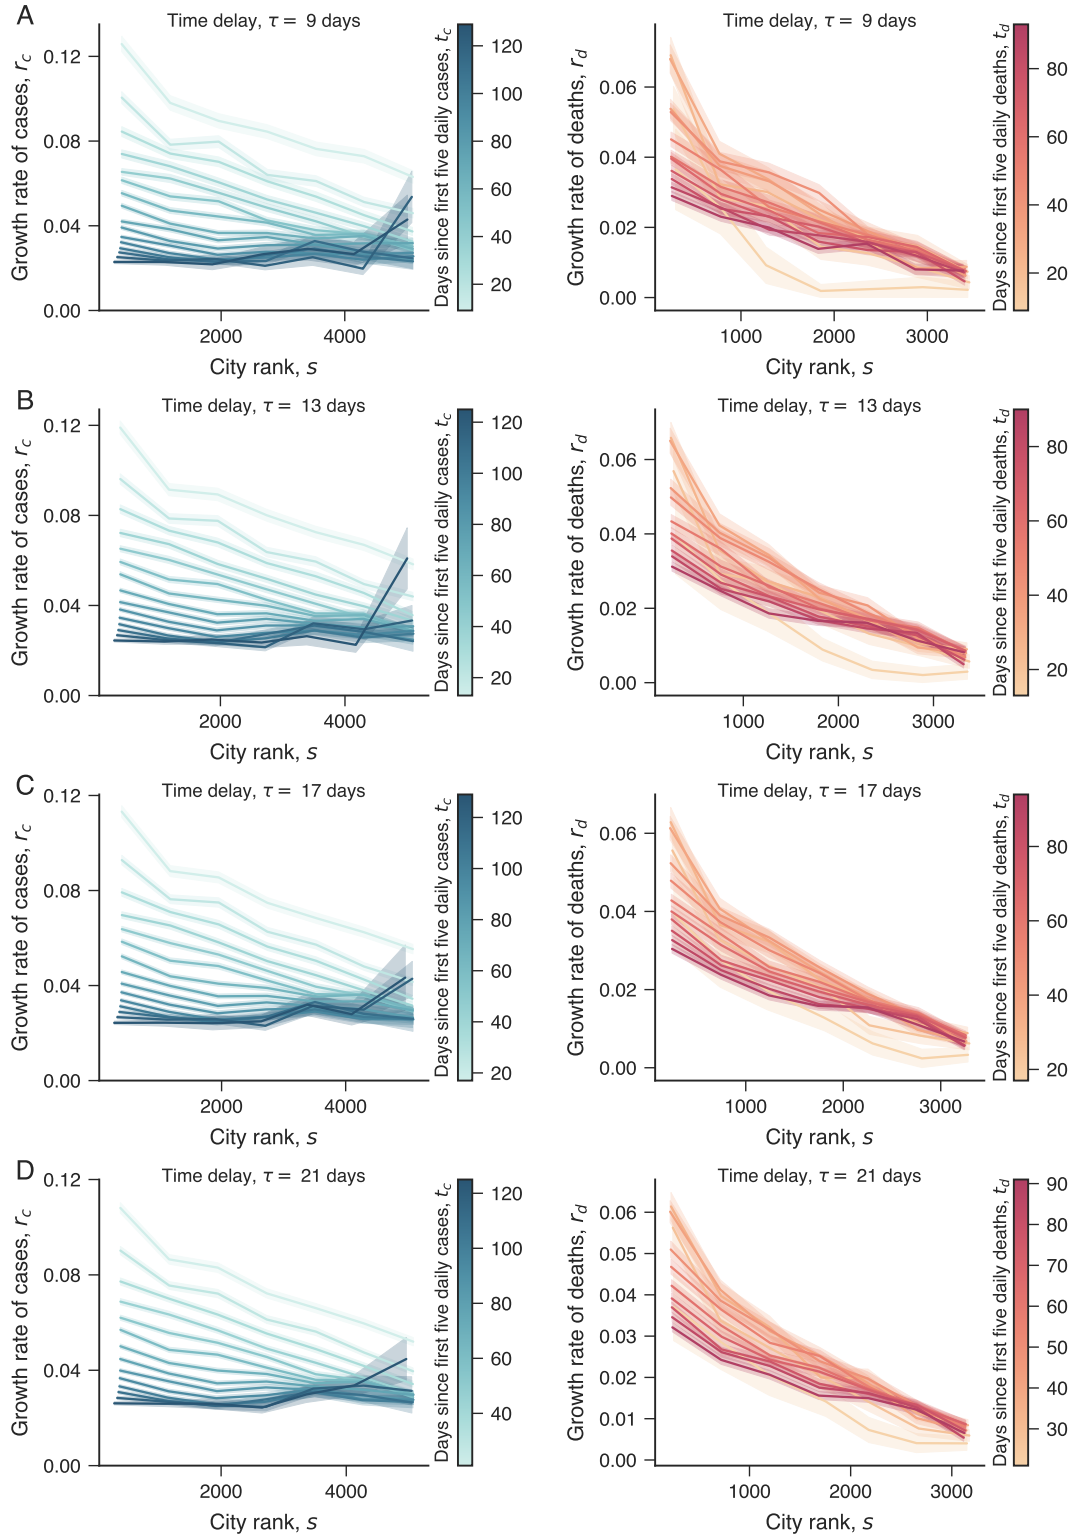 A
Time delay, τ = 9 days
Growth rate of cases, r_c
0.12
0.08
0.04
0.00
2000
4000
City rank, s
Days since first five daily cases, t_c
120
100
80
60
40
20
Time delay, τ = 9 days
Growth rate of deaths, r_d
0.06
0.04
0.02
0.00
1000
2000
3000
City rank, s
Days since first five daily deaths, t_d
80
60
40
20
B
Time delay, τ = 13 days
Growth rate of cases, r_c
0.12
0.08
0.04
0.00
2000
4000
City rank, s
Days since first five daily cases, t_c
120
100
80
60
40
20
Time delay, τ = 13 days
Growth rate of deaths, r_d
0.06
0.04
0.02
0.00
1000
2000
3000
City rank, s
Days since first five daily deaths, t_d
80
60
40
20
C
Time delay, τ = 17 days
Growth rate of cases, r_c
0.12
0.08
0.04
0.00
2000
4000
City rank, s
Days since first five daily cases, t_c
120
100
80
60
40
20
Time delay, τ = 17 days
Growth rate of deaths, r_d
0.06
0.04
0.02
0.00
1000
2000
3000
City rank, s
Days since first five daily deaths, t_d
80
60
40
20
D
Time delay, τ = 21 days
Growth rate of cases, r_c
0.12
0.08
0.04
0.00
2000
4000
City rank, s
Days since first five daily cases, t_c
120
100
80
60
40
Time delay, τ = 21 days
Growth rate of deaths, r_d
0.06
0.05
0.04
0.03
0.02
0.01
0.00
1000
2000
3000
City rank, s
Days since first five daily deaths, t_d
90
80
70
60
50
40
30